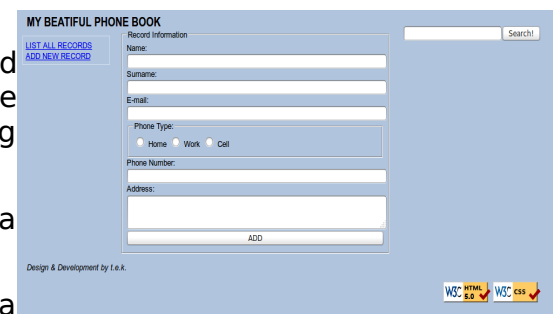 MY BEATIFUL PHONE BOOK
Search!
LIST ALL RECORDS
ADD NEW RECORD
Record Information
Name:
Surname:
E-mail:
Phone Type:
Home Work Cell
Phone Number:
Address:
ADD
Design & Development by t.e.k.
W3C HTML 5.0
W3C css
d
e
g
a
a